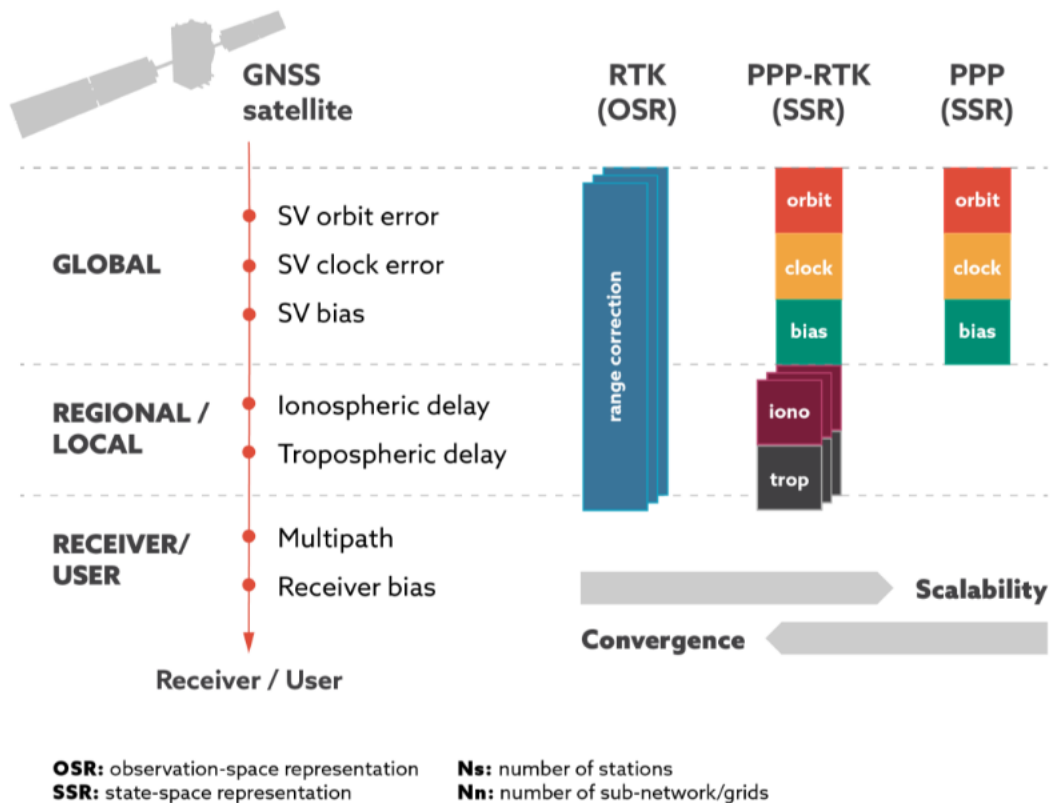 GNSS
satellite
RTK
(OSR)
PPP-RTK
(SSR)
PPP
(SSR)
GLOBAL
SV orbit error
SV clock error
SV bias
range correction
orbit
clock
bias
orbit
clock
bias
REGIONAL /
LOCAL
Ionospheric delay
Tropospheric delay
iono
trop
RECEIVER/
USER
Multipath
Receiver bias
Scalability
Convergence
Receiver / User
OSR: observation-space representation
SSR: state-space representation
Ns: number of stations
Nn: number of sub-network/grids